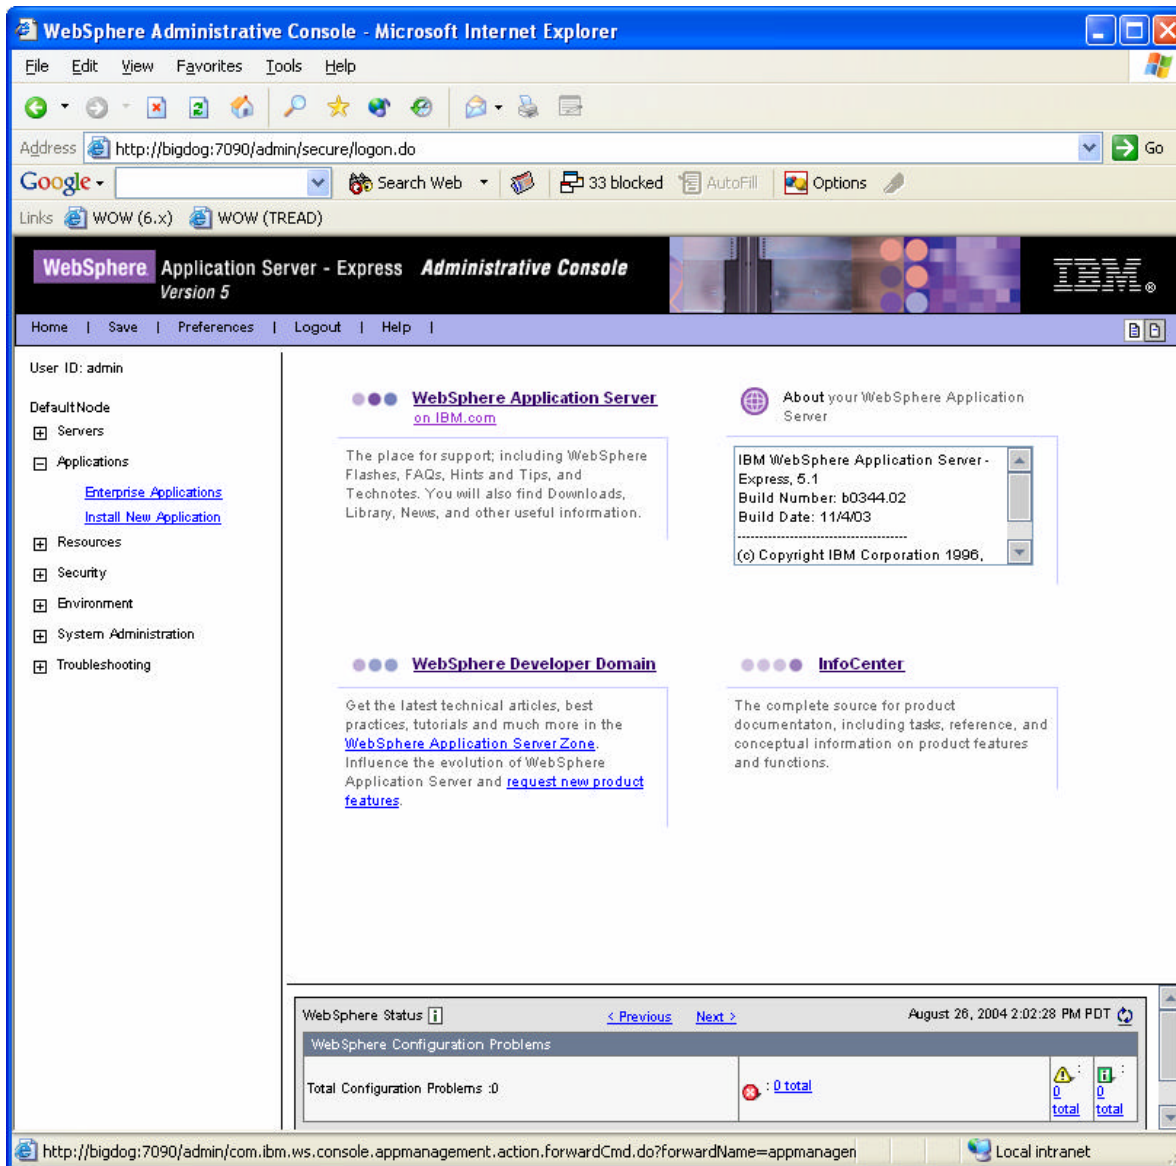 WebSphere Administrative Console - Microsoft Internet Explorer
File Edit View Favorites Tools Help
Address http://bigdog:7090/admin/secure/logon.do Go
Google Search Web 33 blocked AutoFill Options
Links WOW (6.x) WOW (TREAD)
WebSphere Application Server - Express Administrative Console
Version 5
IBM®
Home | Save | Preferences | Logout | Help |
User ID: admin
DefaultNode
Servers
Applications
Enterprise Applications
Install New Application
Resources
Security
Environment
System Administration
Troubleshooting
WebSphere Application Server
on IBM.com
The place for support; including WebSphere
Flashes, FAQs, Hints and Tips, and
Technotes. You will also find Downloads,
Library, News, and other useful information.
About your WebSphere Application
Server
IBM WebSphere Application Server -
Express, 5.1
Build Number: b0344.02
Build Date: 11/4/03
----------------------------------------
(c) Copyright IBM Corporation 1996,
WebSphere Developer Domain
Get the latest technical articles, best
practices, tutorials and much more in the
WebSphere Application Server Zone.
Influence the evolution of WebSphere
Application Server and request new product
features.
InfoCenter
The complete source for product
documentaton, including tasks, reference, and
conceptual information on product features
and functions.
WebSphere Status i < Previous Next > August 26, 2004 2:02:28 PM PDT
WebSphere Configuration Problems
Total Configuration Problems :0 : 0 total : 0 total : 0 total
http://bigdog:7090/admin/com.ibm.ws.console.appmanagement.action.forwardCmd.do?forwardName=appmanagen Local intranet